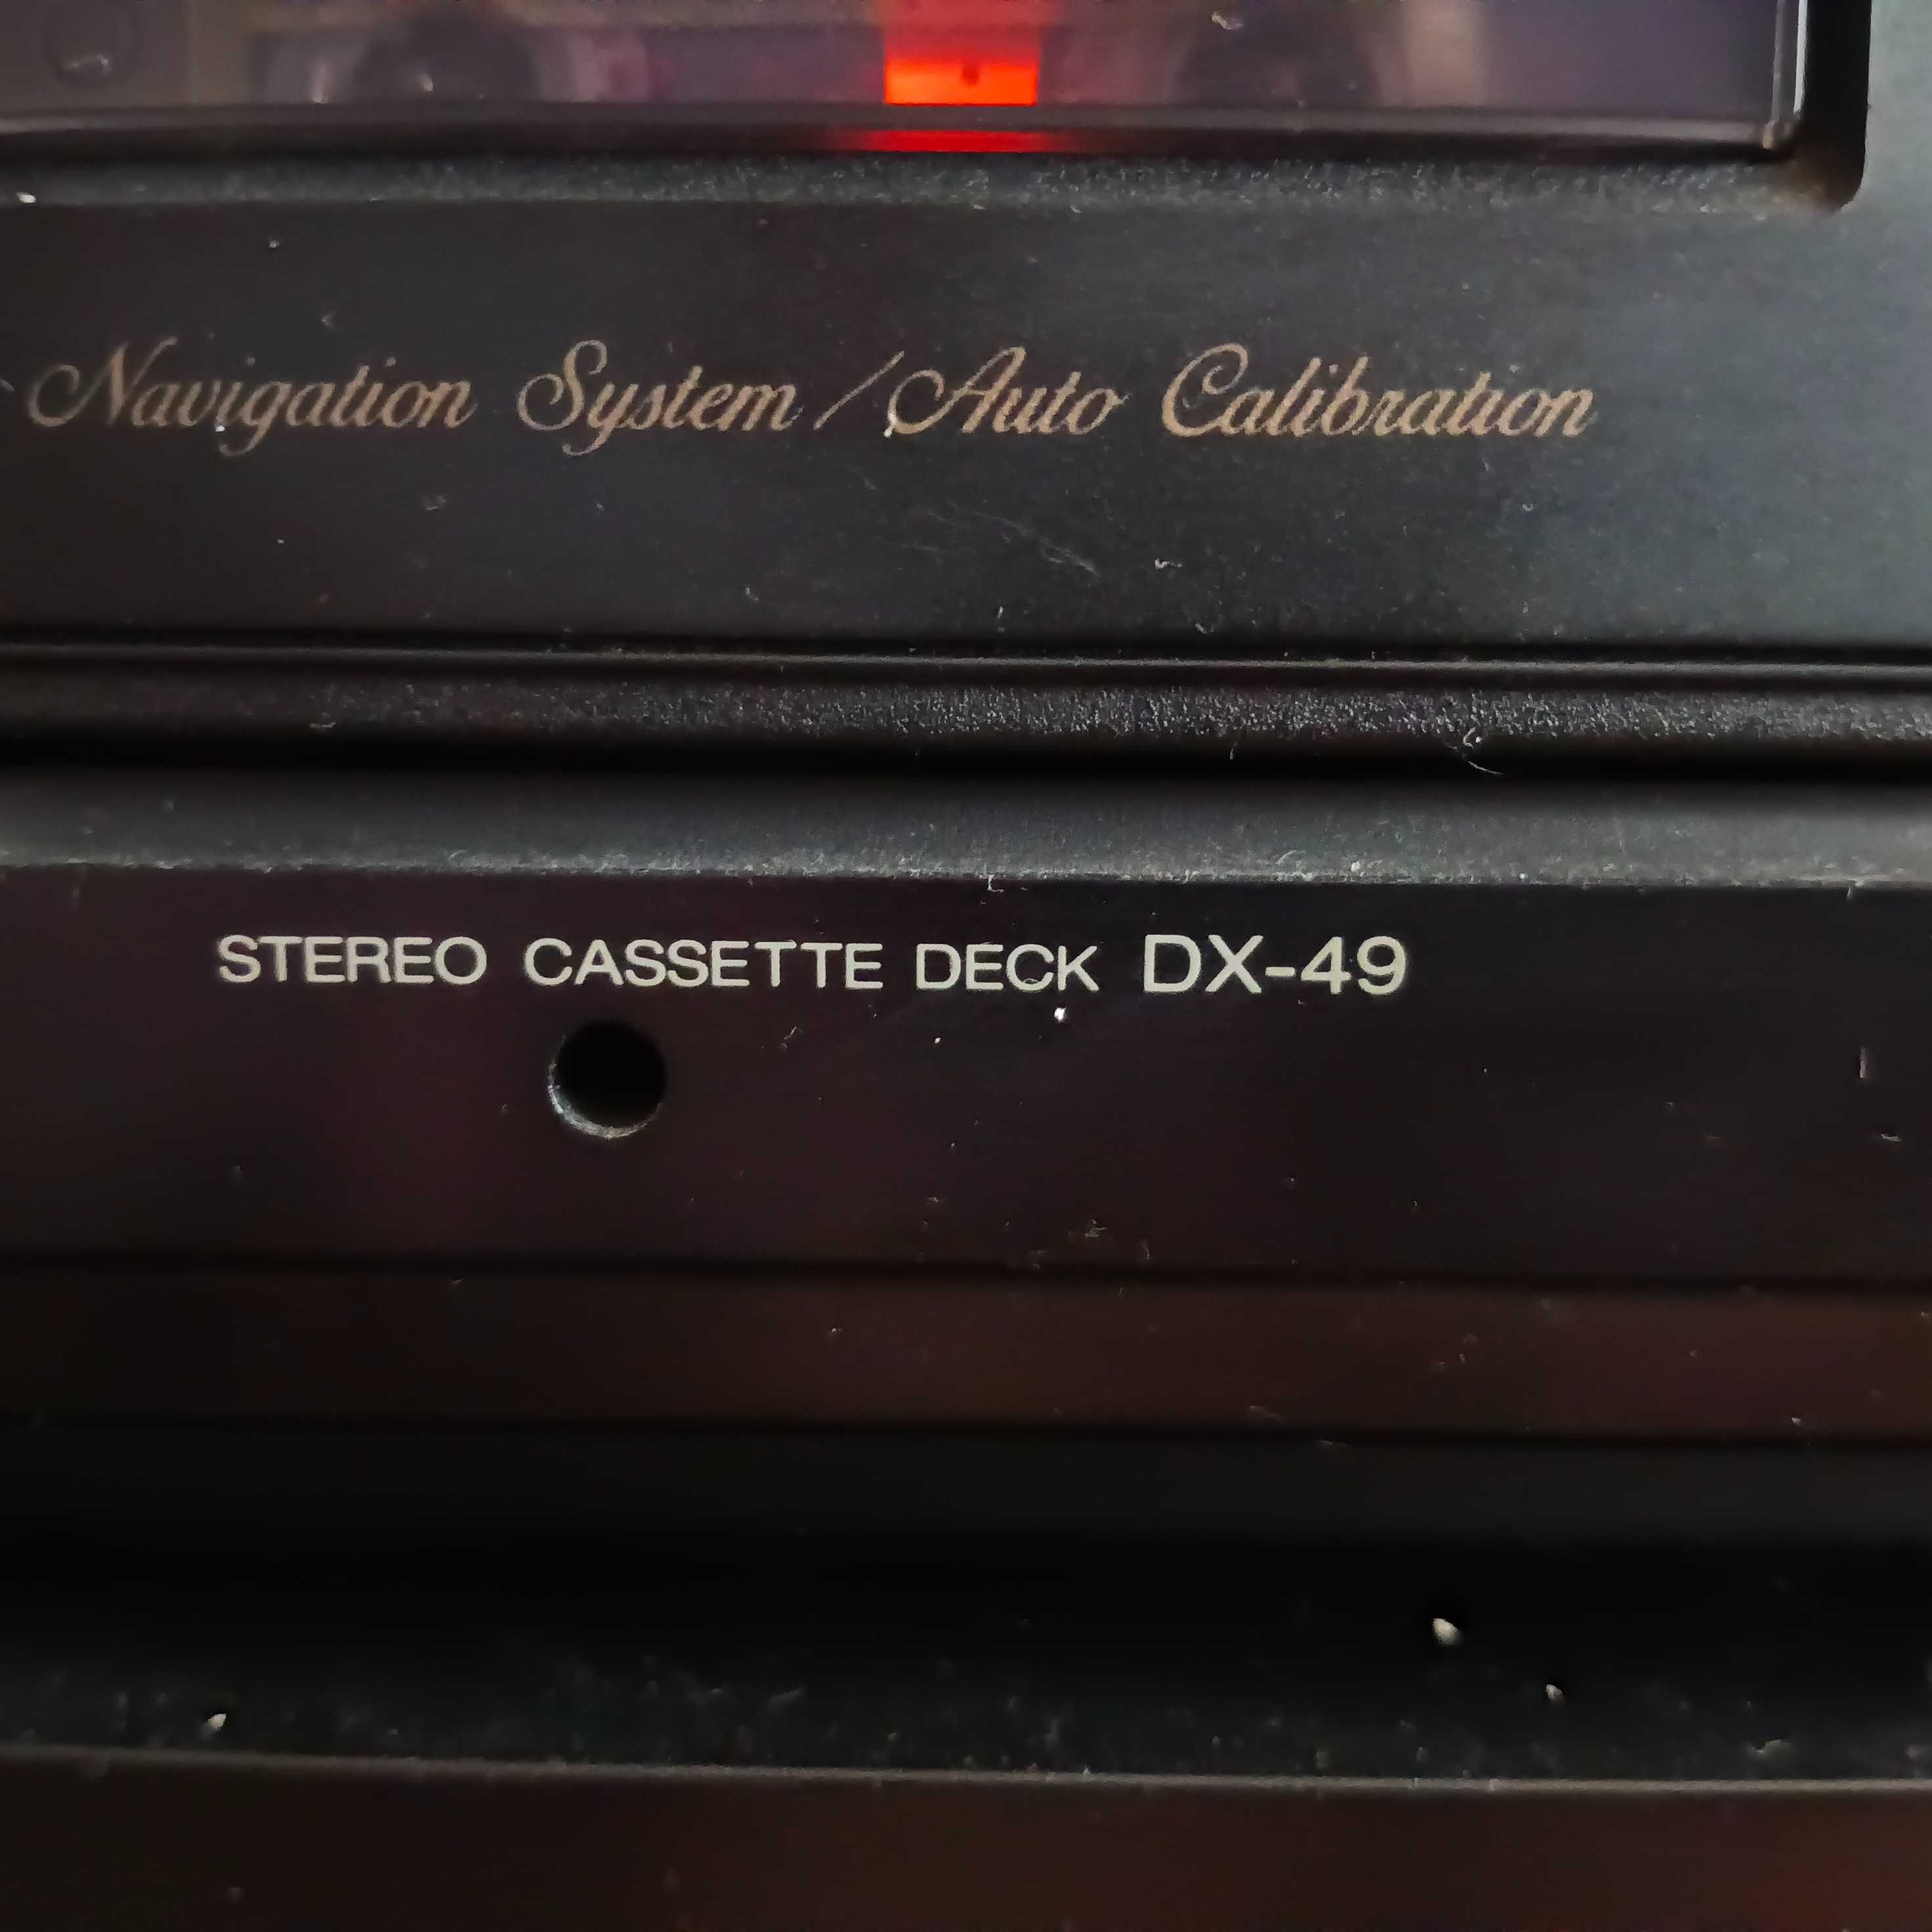 Navigation System/Auto Calibration
STEREO CASSETTE DECK DX-49